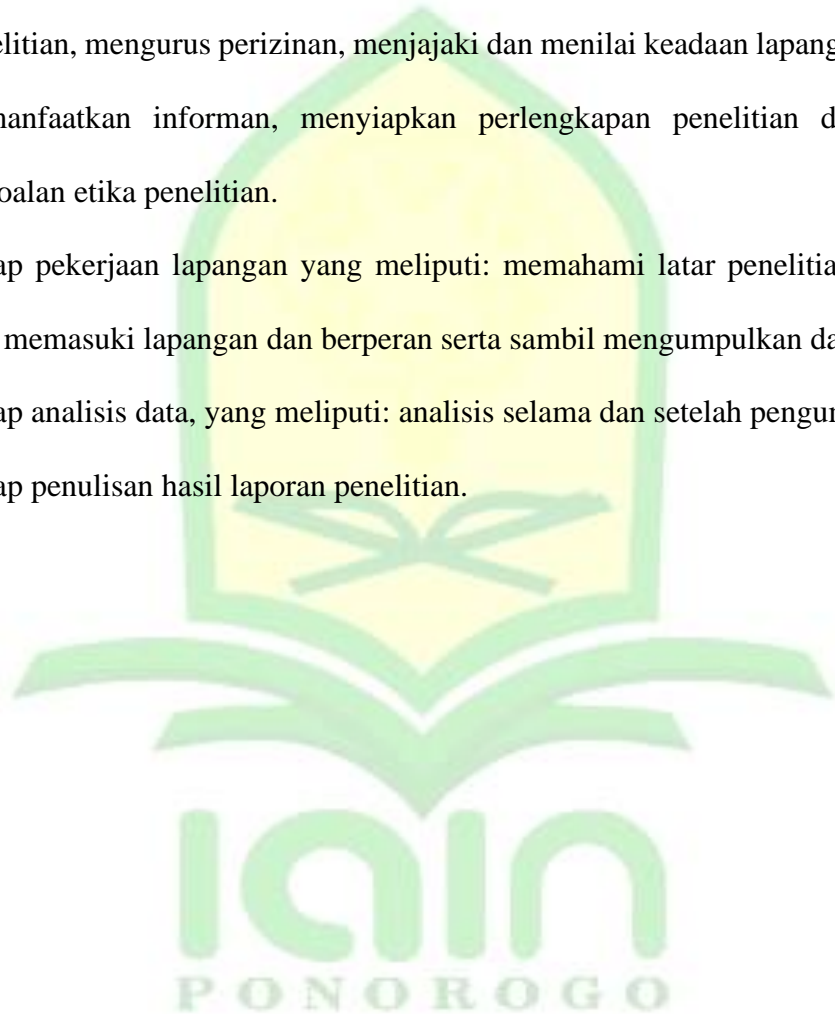 elitian, mengurus perizinan, menjajaki dan menilai keadaan lapang
nanfaatkan informan, menyiapkan perlengkapan penelitian d
oalan etika penelitian.
ap pekerjaan lapangan yang meliputi: memahami latar penelitia
memasuki lapangan dan berperan serta sambil mengumpulkan da
ap analisis data, yang meliputi: analisis selama dan setelah pengu
ap penulisan hasil laporan penelitian.
IAIN
PONOROGO